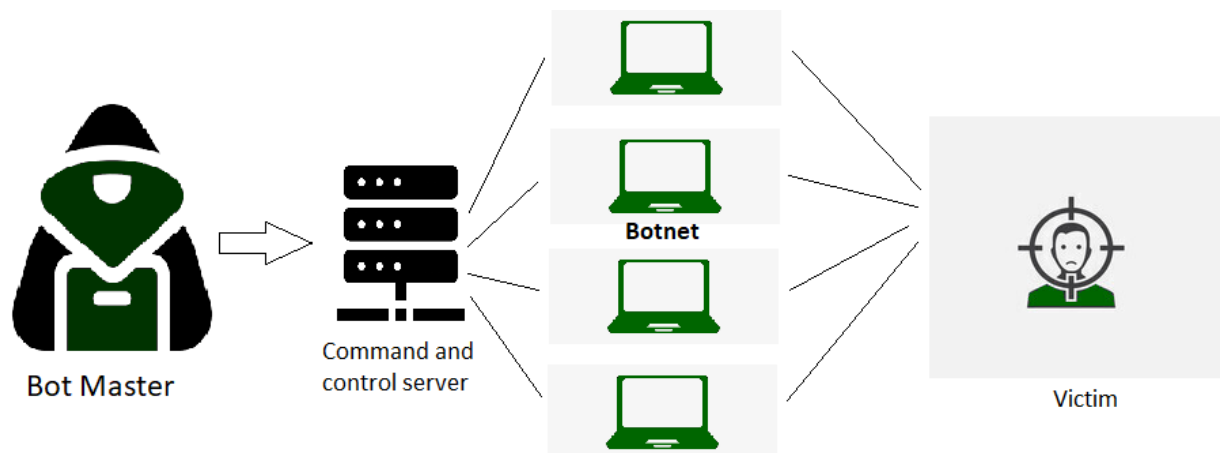 Bot Master
Command and
control server
Botnet
Victim